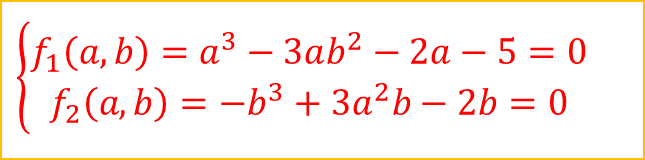 f₁(a, b) = a³ − 3ab² − 2a − 5 = 0
f₂(a, b) = −b³ + 3a²b − 2b = 0